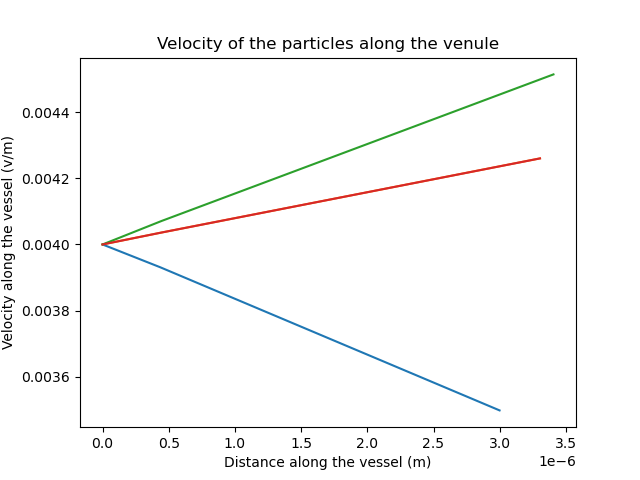 Velocity of the particles along the venule
Velocity along the vessel (v/m)
0.0044
0.0042
0.0040
0.0038
0.0036
0.0 0.5 1.0 1.5 2.0 2.5 3.0 3.5
1e−6
Distance along the vessel (m)